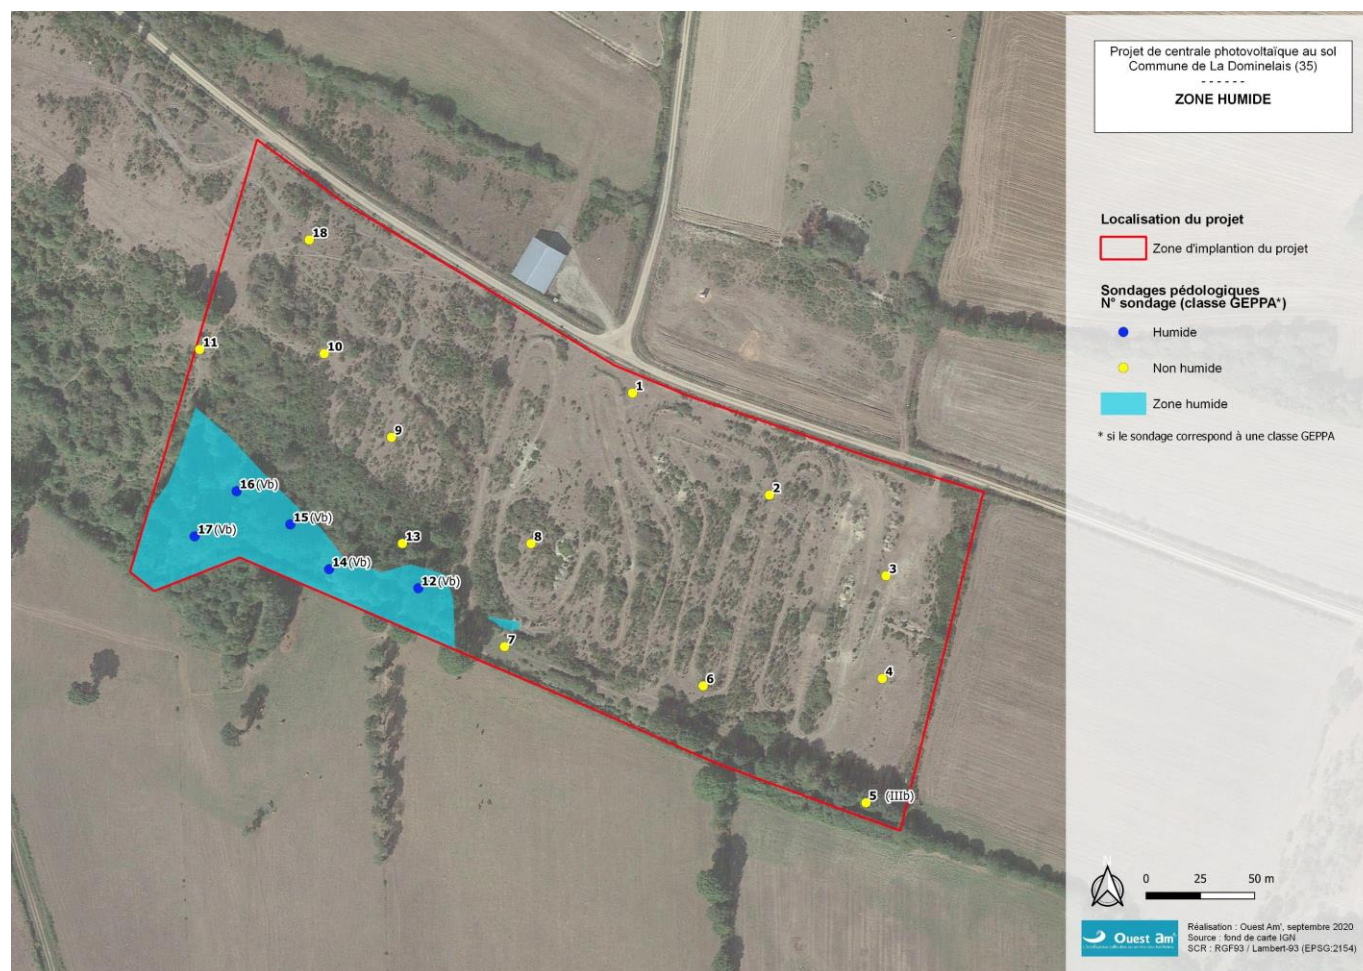 Projet de centrale photovoltaïque au sol
Commune de La Dominelais (35)
- - - - - -
ZONE HUMIDE
Localisation du projet
Zone d'implantion du projet
Sondages pédologiques
N° sondage (classe GEPPA*)
Humide
Non humide
Zone humide
* si le sondage correspond à une classe GEPPA
18
11
10
1
9
2
16 (Vb)
15 (Vb)
17 (Vb)
13
8
14 (Vb)
12 (Vb)
3
7
6
4
5 (IIIb)
N
0 25 50 m
Ouest am'
Réalisation : Ouest Am', septembre 2020
Source : fond de carte IGN
SCR : RGF93 / Lambert-93 (EPSG:2154)